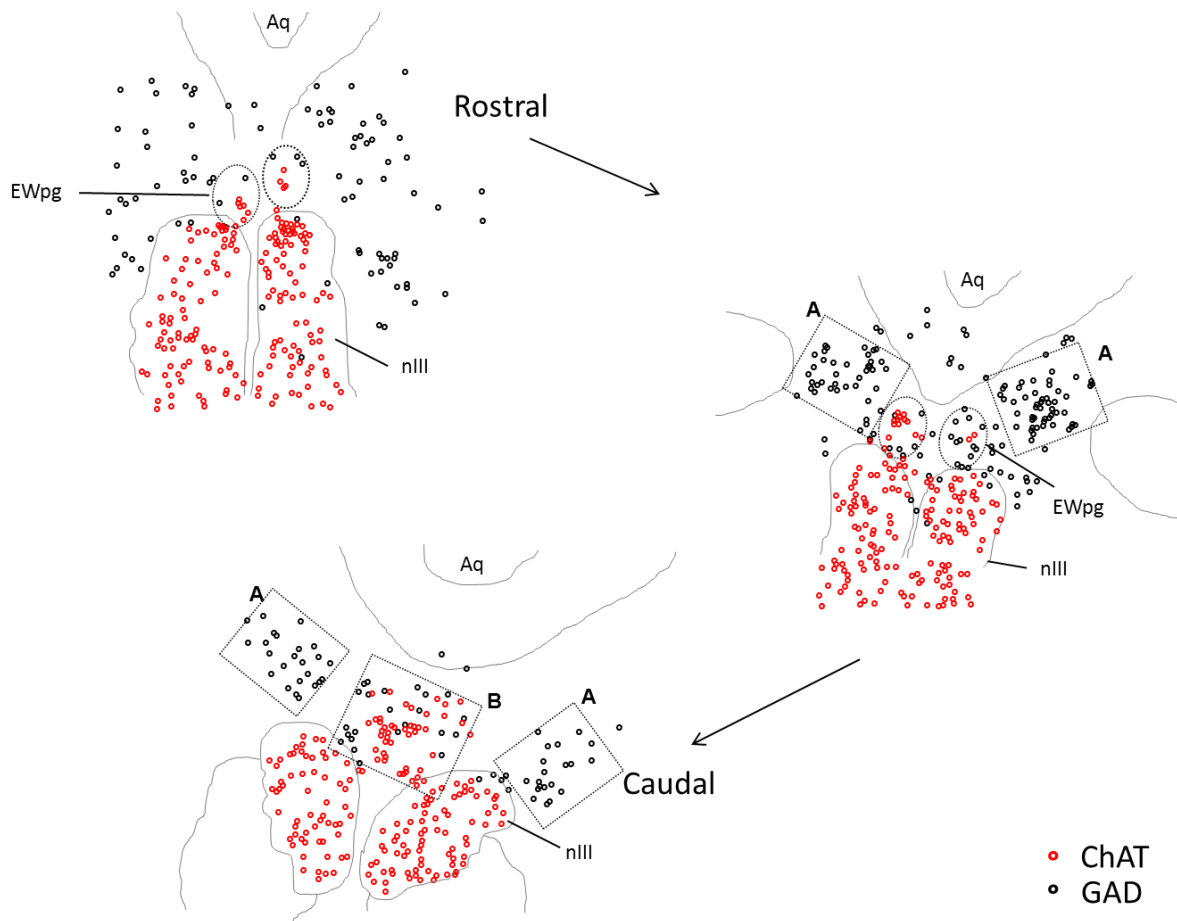 Aq
Rostral
EWpg
nIII
Aq
A
A
EWpg
nIII
Aq
A
B
A
Caudal
nIII
ChAT
GAD